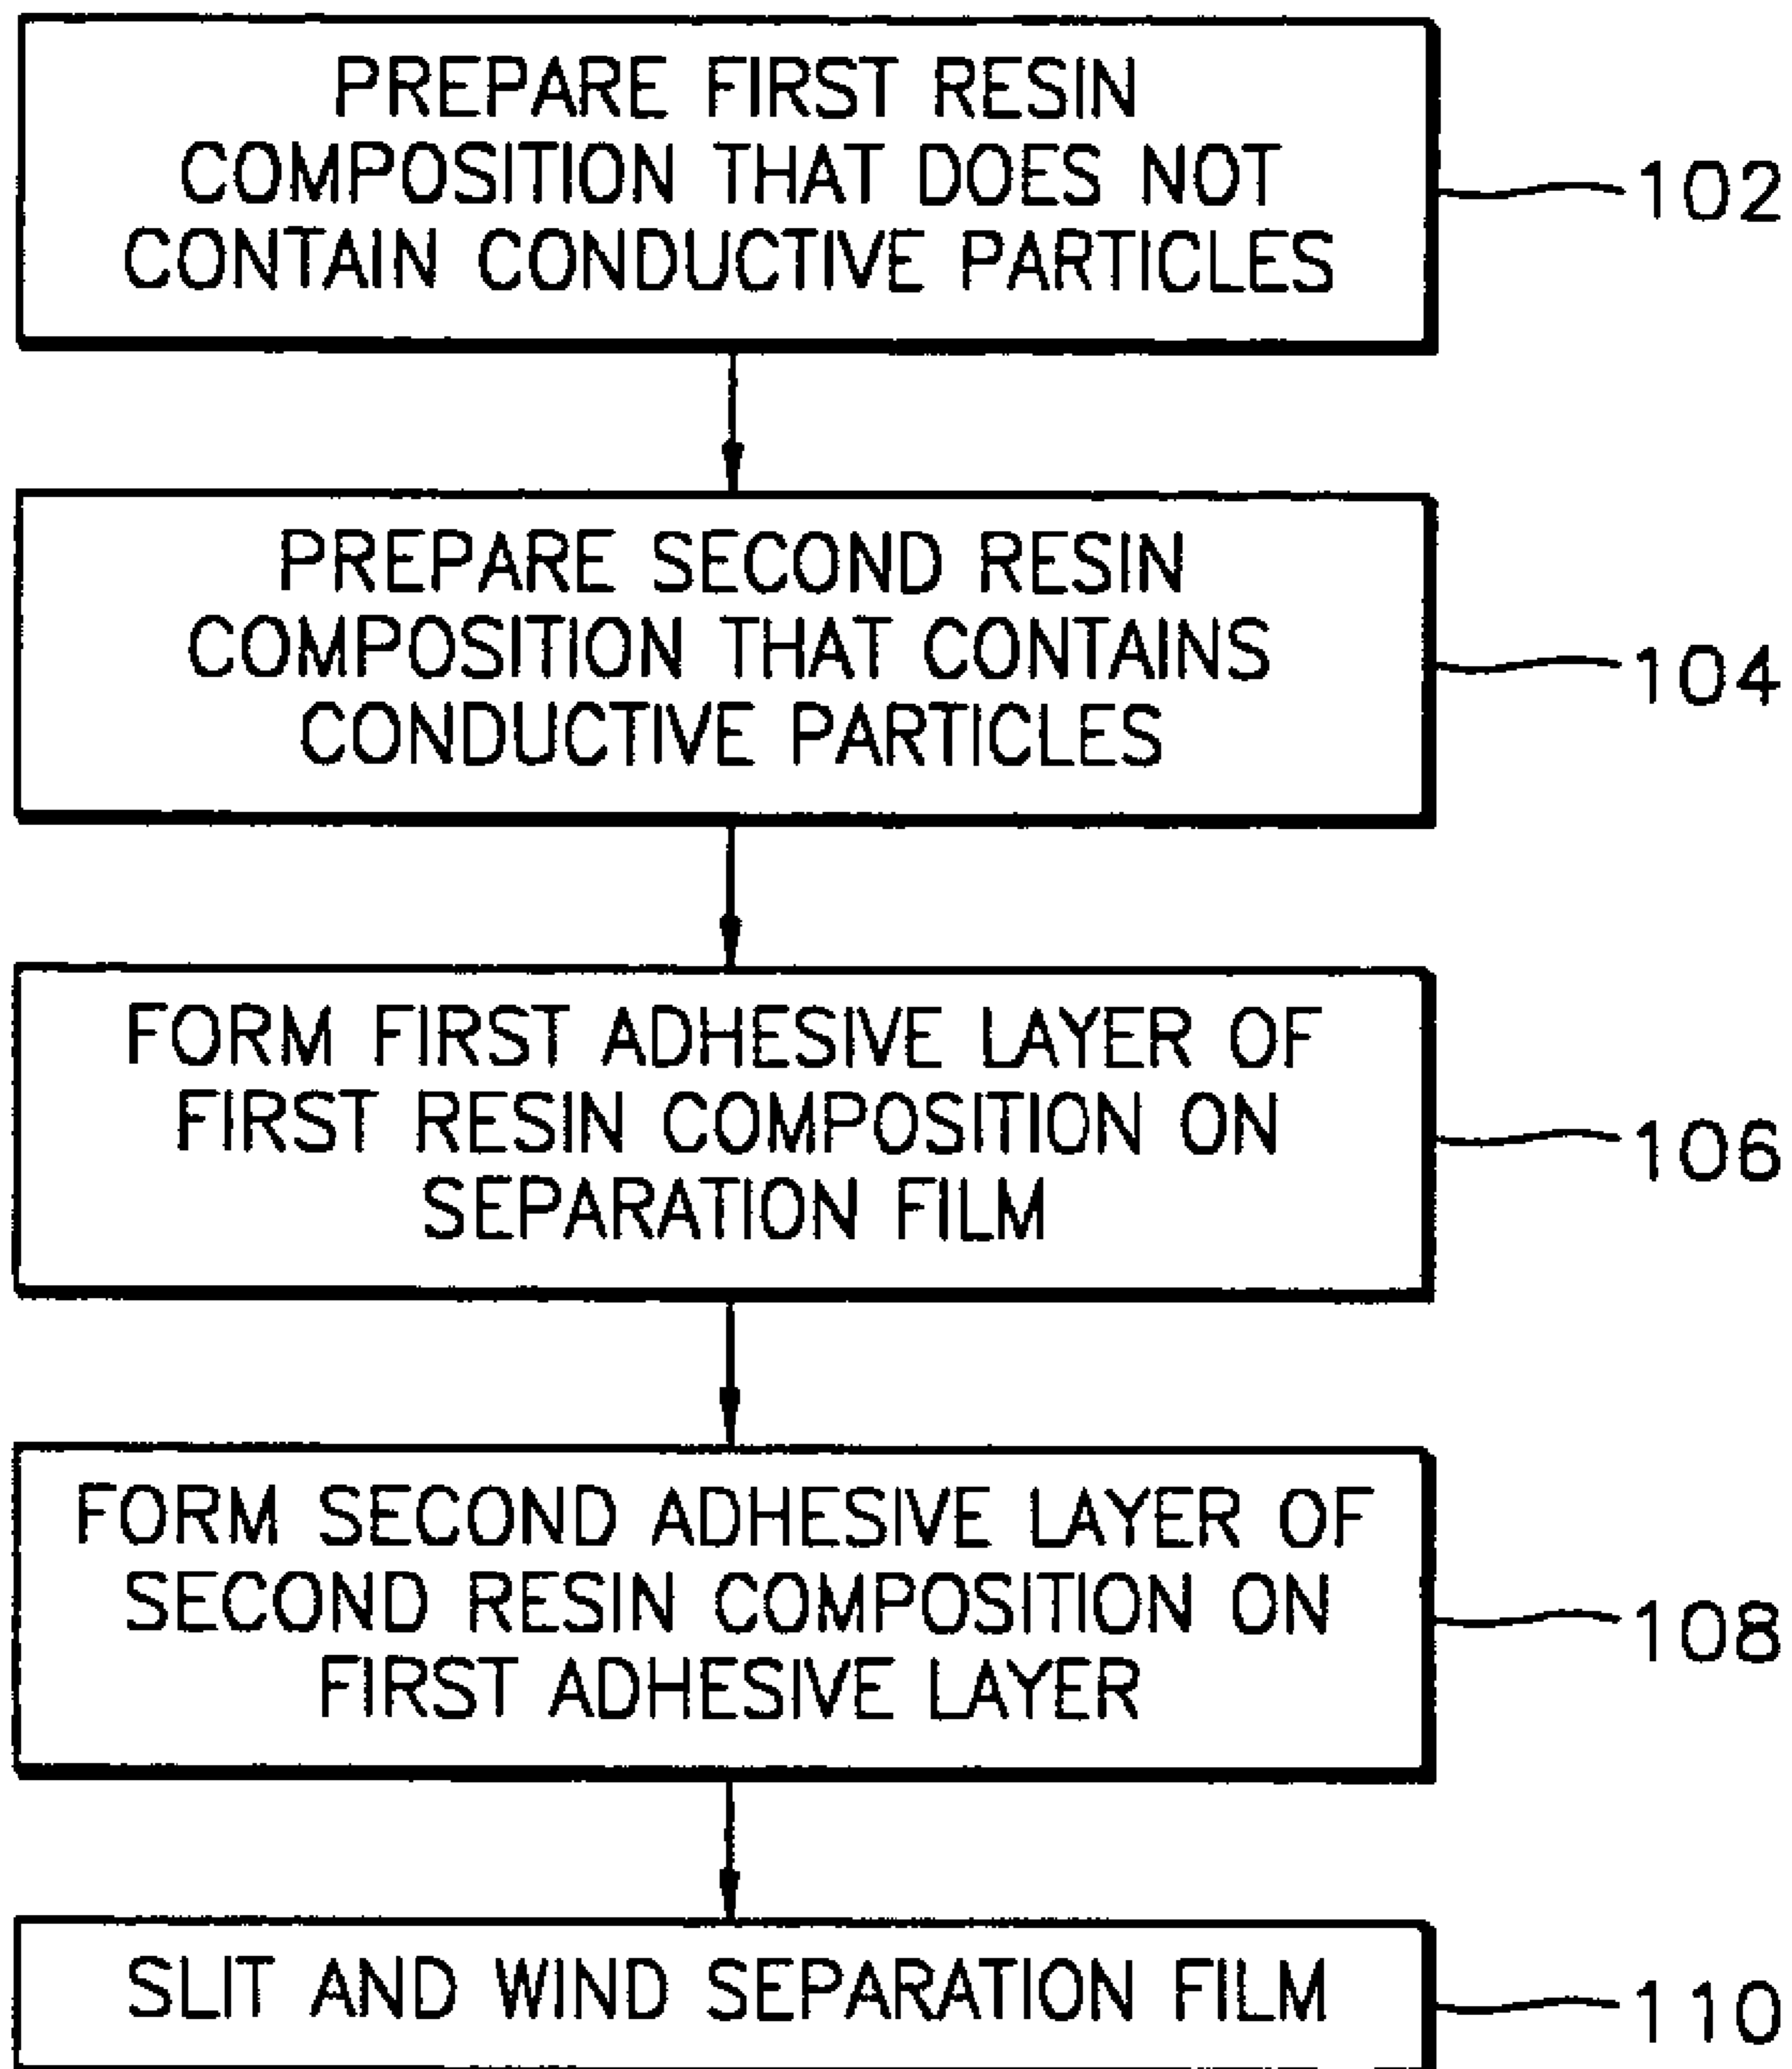 PREPARE FIRST RESIN
COMPOSITION THAT DOES NOT
CONTAIN CONDUCTIVE PARTICLES
102
PREPARE SECOND RESIN
COMPOSITION THAT CONTAINS
CONDUCTIVE PARTICLES
104
FORM FIRST ADHESIVE LAYER OF
FIRST RESIN COMPOSITION ON
SEPARATION FILM
106
FORM SECOND ADHESIVE LAYER OF
SECOND RESIN COMPOSITION ON
FIRST ADHESIVE LAYER
108
SLIT AND WIND SEPARATION FILM
110